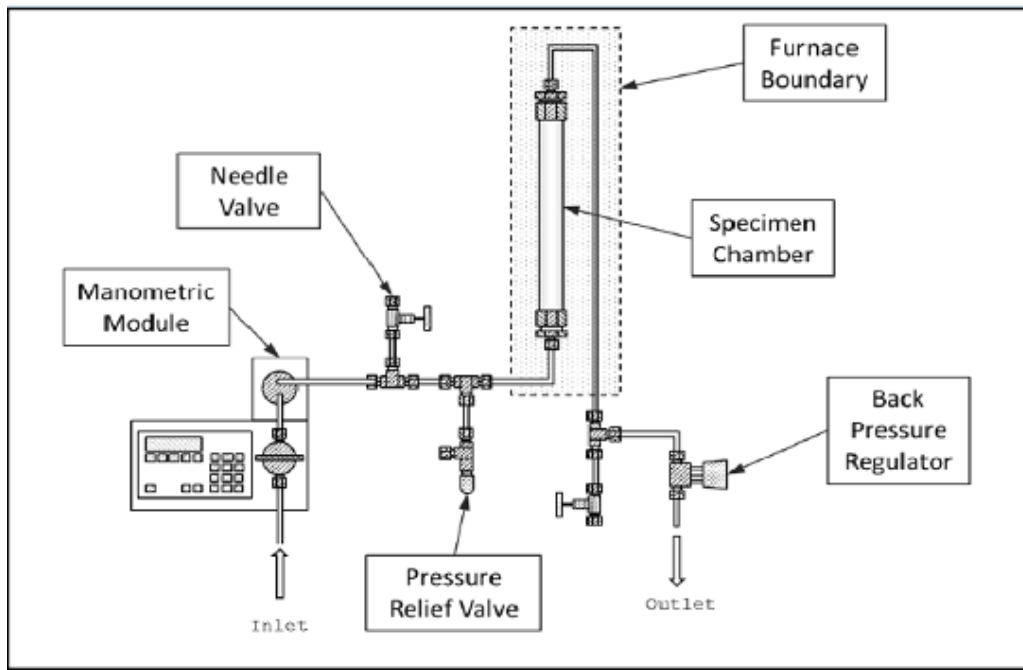 Furnace
Boundary
Needle
Valve
Specimen
Chamber
Manometric
Module
Back
Pressure
Regulator
Pressure
Relief Valve
Inlet
Outlet